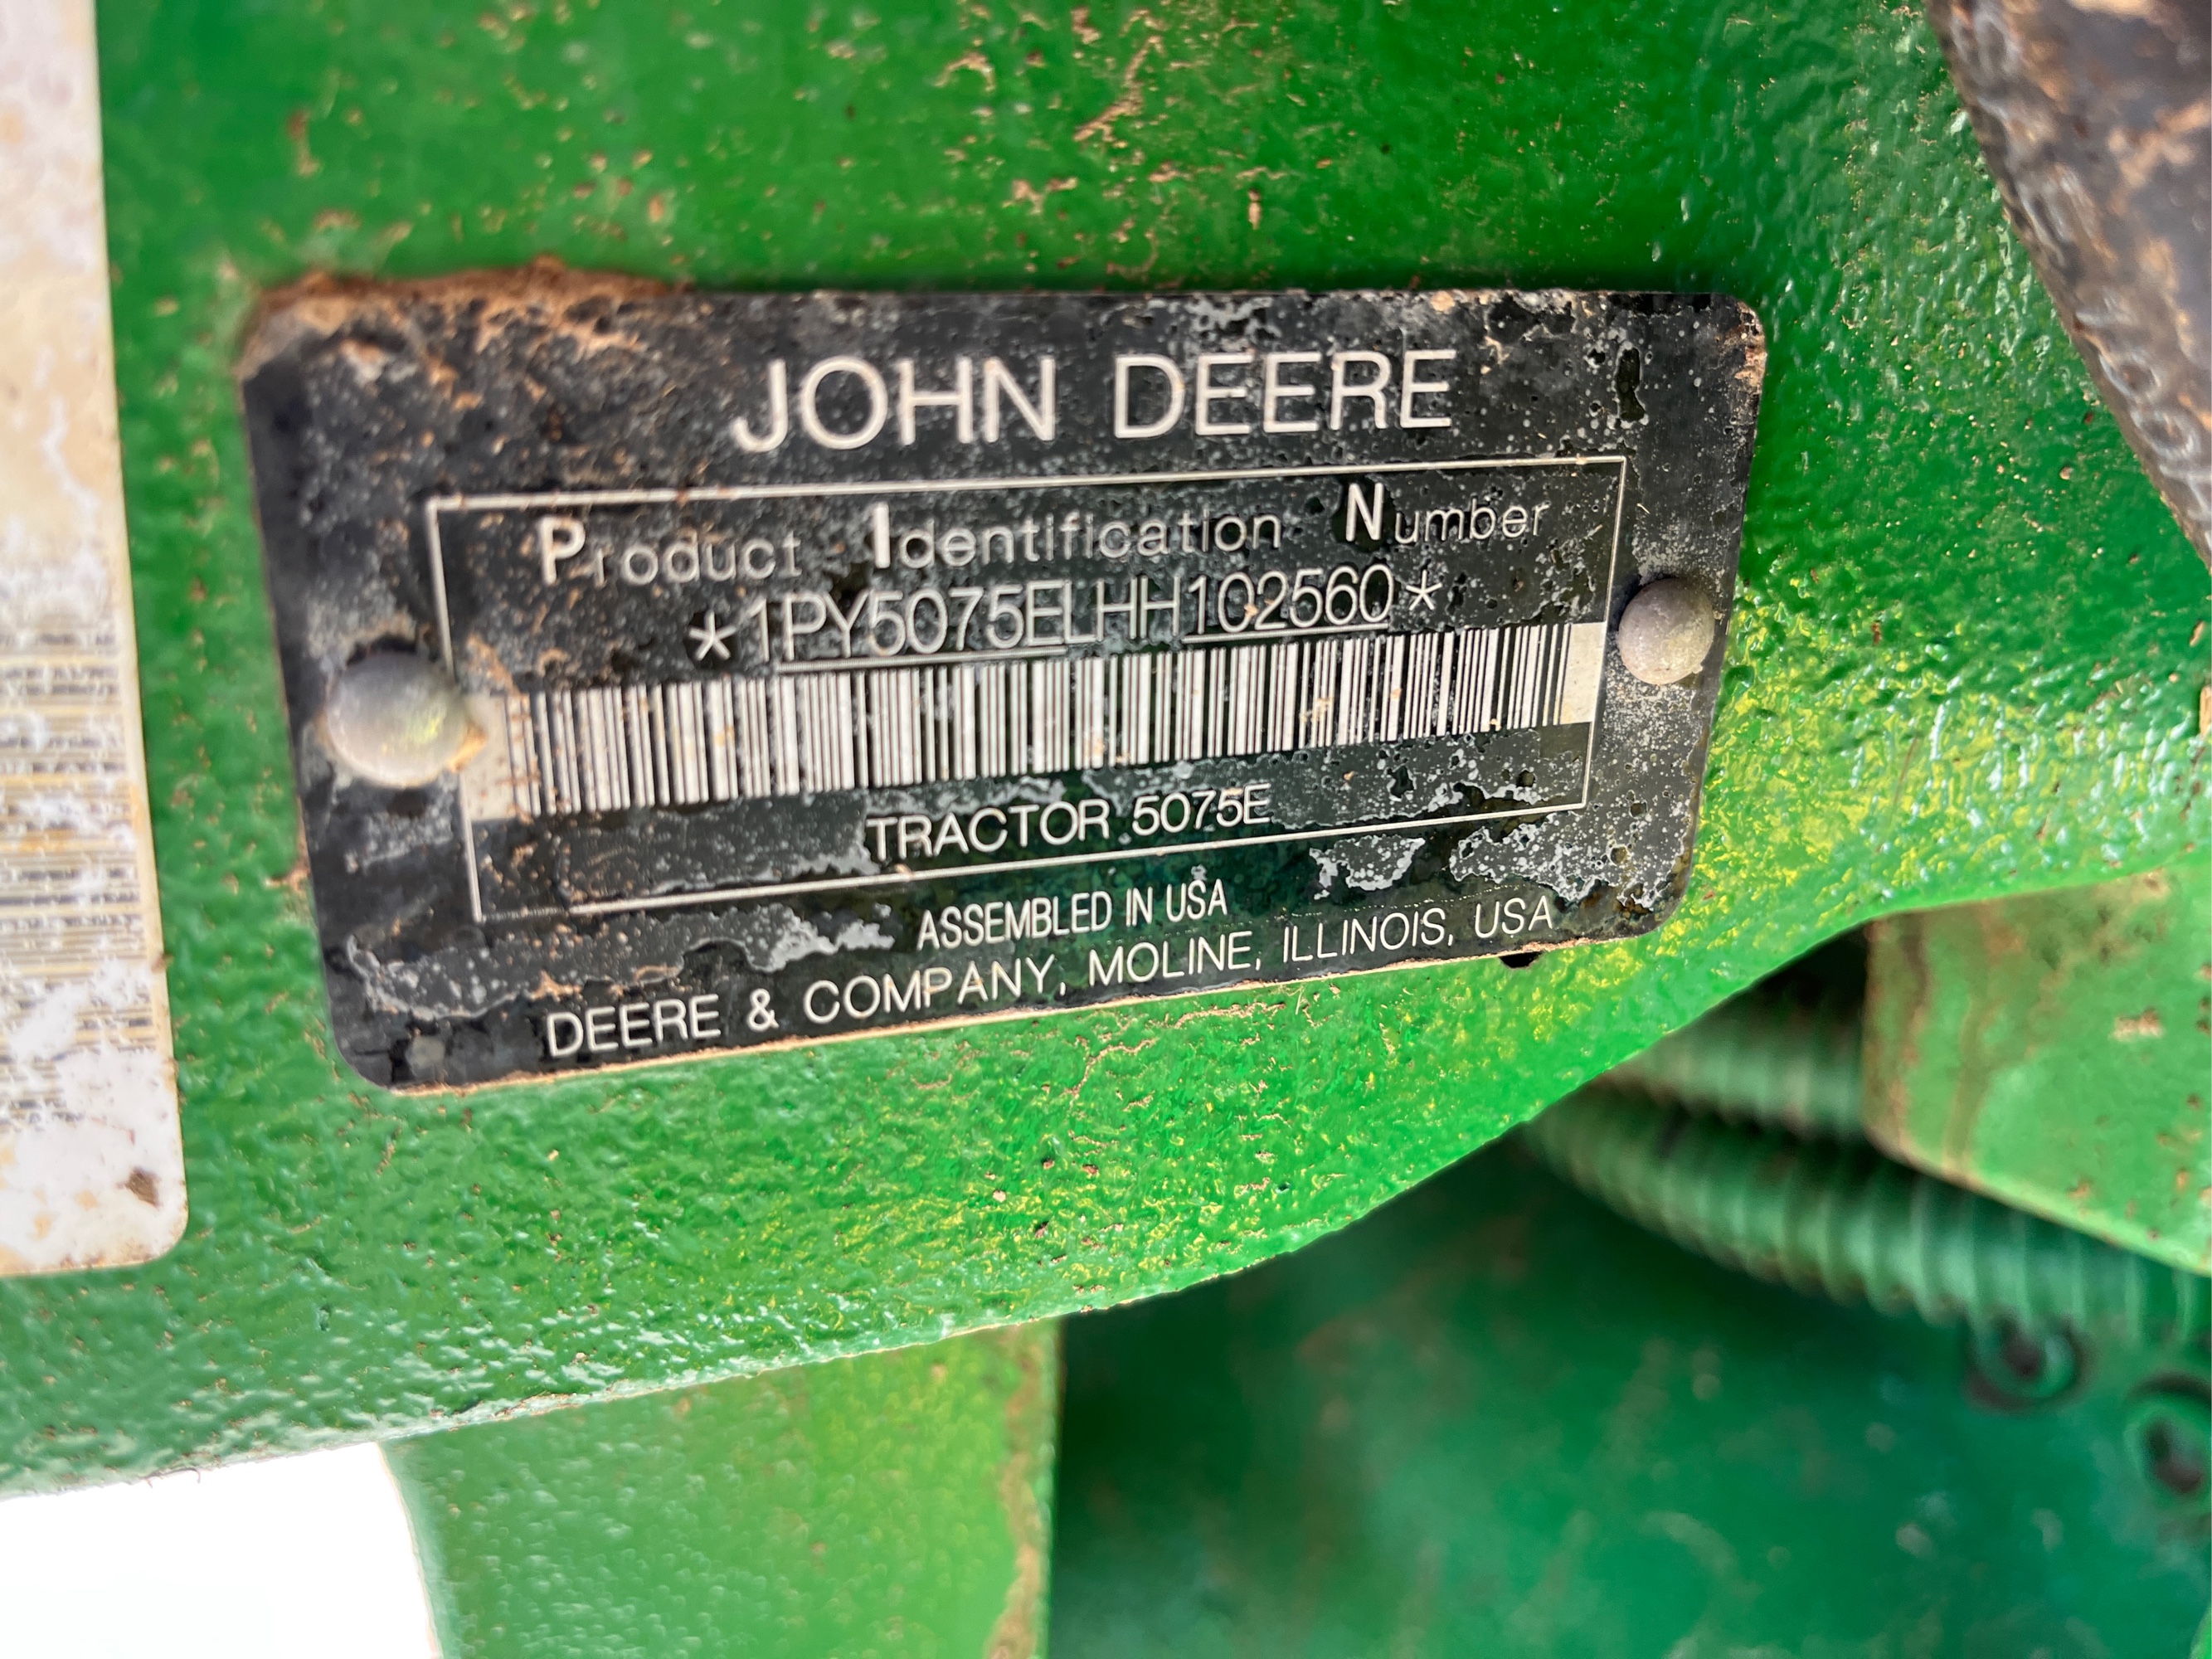 JOHN DEERE
Product Identification Number
*1PY5075ELHH102560*
TRACTOR 5075E
ASSEMBLED IN USA
DEERE & COMPANY, MOLINE, ILLINOIS, USA